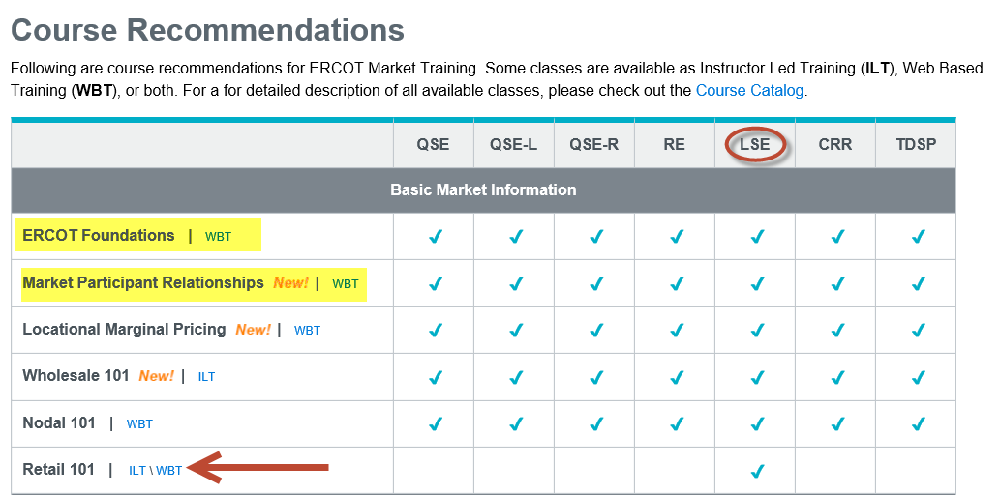 Course Recommendations
Following are course recommendations for ERCOT Market Training. Some classes are available as Instructor Led Training (ILT), Web Based
Training (WBT), or both. For a for detailed description of all available classes, please check out the Course Catalog.
QSE QSE-L QSE-R RE LSE CRR TDSP
Basic Market Information
ERCOT Foundations | WBT ✔ ✔ ✔ ✔ ✔ ✔ ✔
Market Participant Relationships New! | WBT ✔ ✔ ✔ ✔ ✔ ✔ ✔
Locational Marginal Pricing New! | WBT ✔ ✔ ✔ ✔ ✔ ✔ ✔
Wholesale 101 New! | ILT ✔ ✔ ✔ ✔ ✔ ✔ ✔
Nodal 101 | WBT ✔ ✔ ✔ ✔ ✔ ✔ ✔
Retail 101 | ILT \ WBT ✔